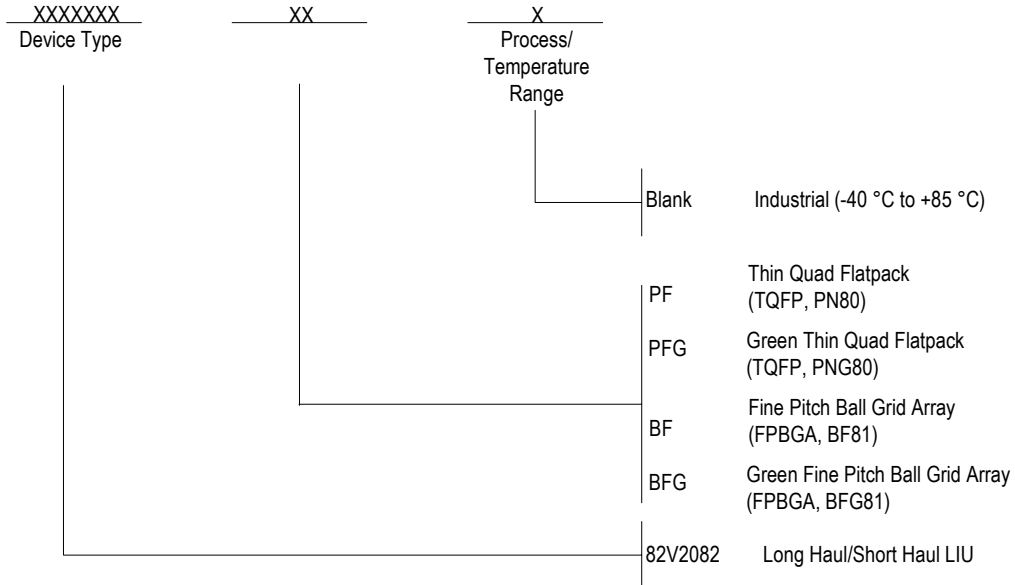 XXXXXXX XX X
Device Type Process/
Temperature
Range
Blank Industrial (-40 °C to +85 °C)
PF Thin Quad Flatpack
(TQFP, PN80)
PFG Green Thin Quad Flatpack
(TQFP, PNG80)
BF Fine Pitch Ball Grid Array
(FPBGA, BF81)
BFG Green Fine Pitch Ball Grid Array
(FPBGA, BFG81)
82V2082 Long Haul/Short Haul LIU